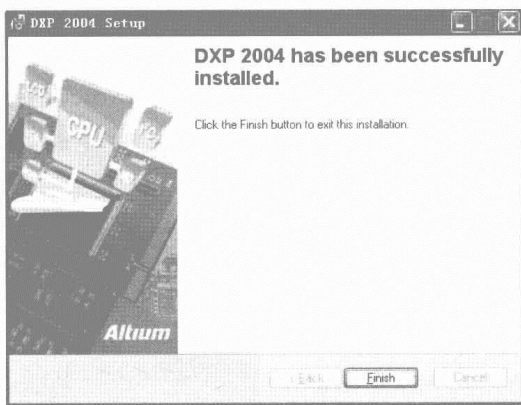 DXP 2004 Setup
DXP 2004 has been successfully
installed.
Click the Finish button to exit this installation.
CPU
Altium
Back
Finish
Cancel